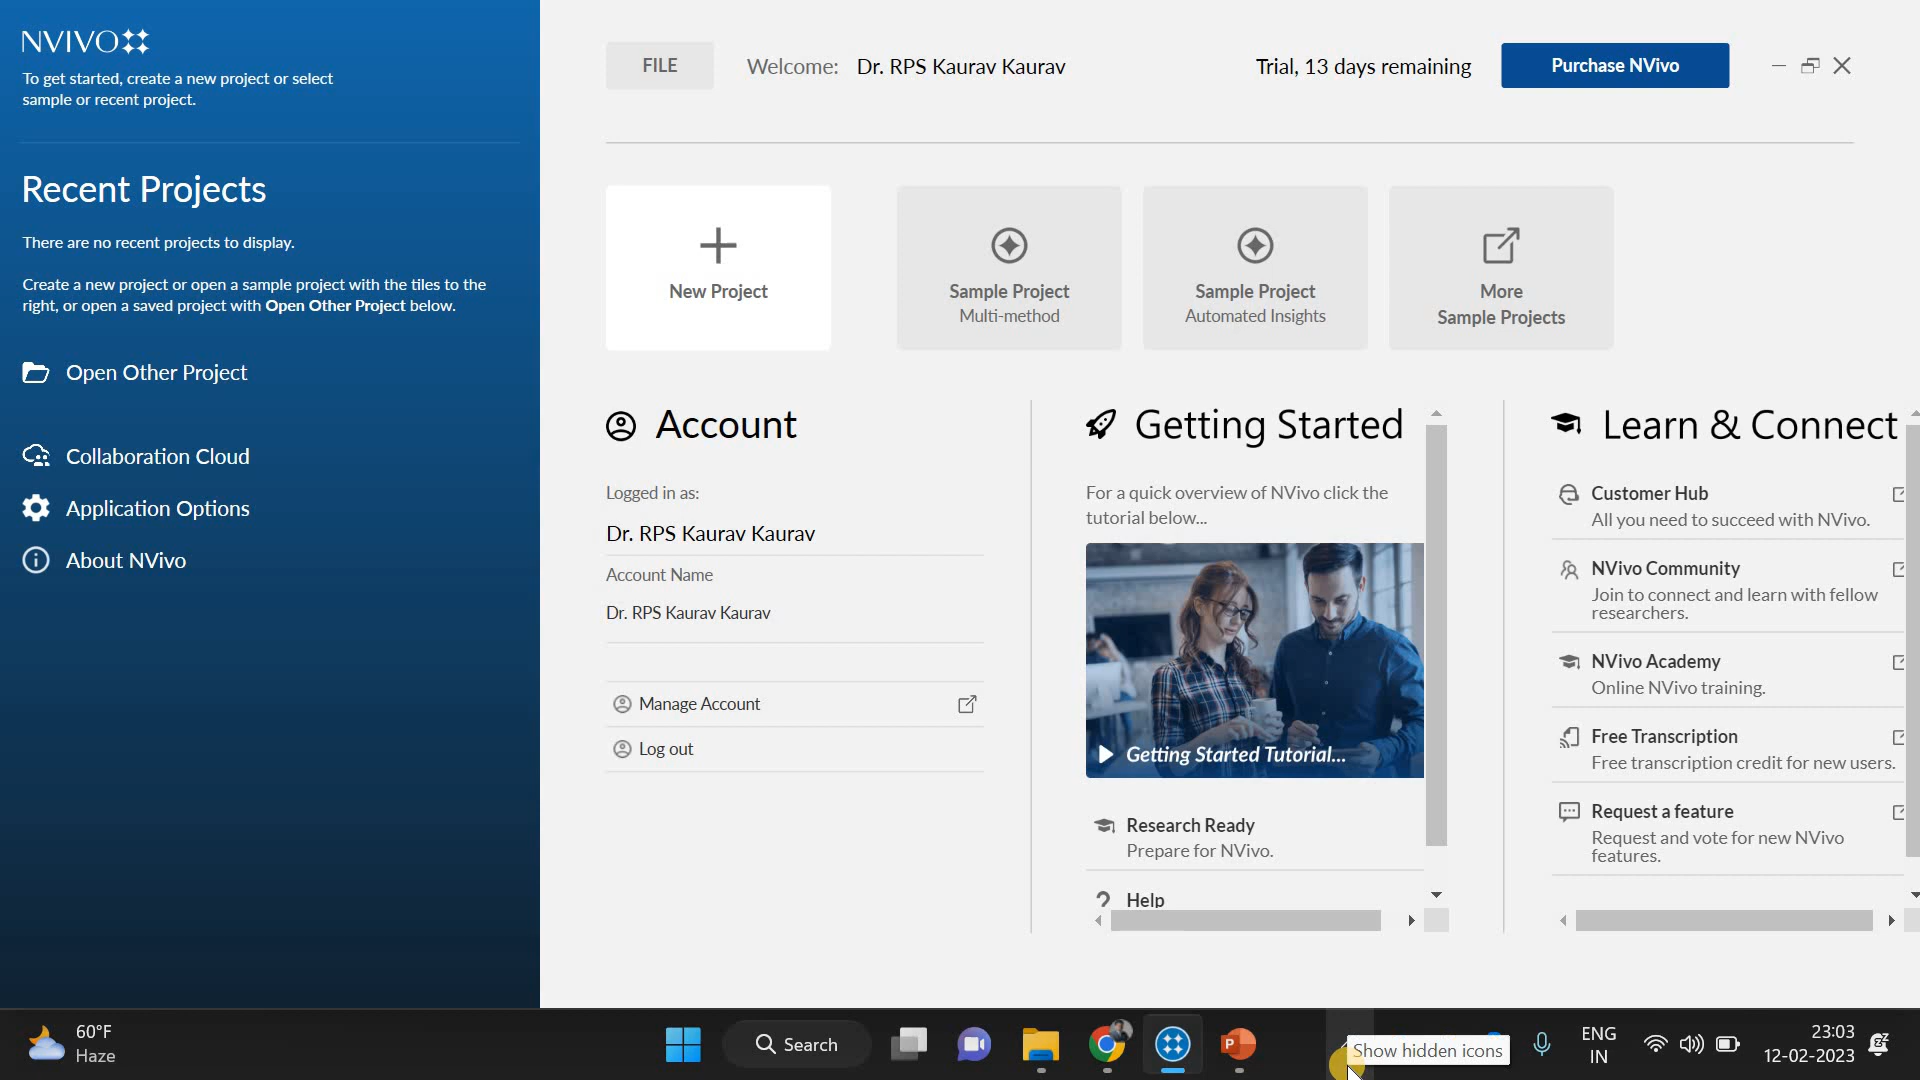 NVIVO
To get started, create a new project or select
sample or recent project.
Recent Projects
There are no recent projects to display.
Create a new project or open a sample project with the tiles to the
right, or open a saved project with Open Other Project below.
Open Other Project
Collaboration Cloud
Application Options
About NVivo
FILE
Welcome: Dr. RPS Kaurav Kaurav
Trial, 13 days remaining
Purchase NVivo
New Project
Sample Project
Multi-method
Sample Project
Automated Insights
More
Sample Projects
Account
Logged in as:
Dr. RPS Kaurav Kaurav
Account Name
Dr. RPS Kaurav Kaurav
Manage Account
Log out
Getting Started
For a quick overview of NVivo click the
tutorial below...
Getting Started Tutorial...
Research Ready
Prepare for NVivo.
Help
Learn & Connect
Customer Hub
All you need to succeed with NVivo.
NVivo Community
Join to connect and learn with fellow
researchers.
NVivo Academy
Online NVivo training.
Free Transcription
Free transcription credit for new users.
Request a feature
Request and vote for new NVivo
features.
60°F
Haze
Search
Show hidden icons
ENG
IN
23:03
12-02-2023